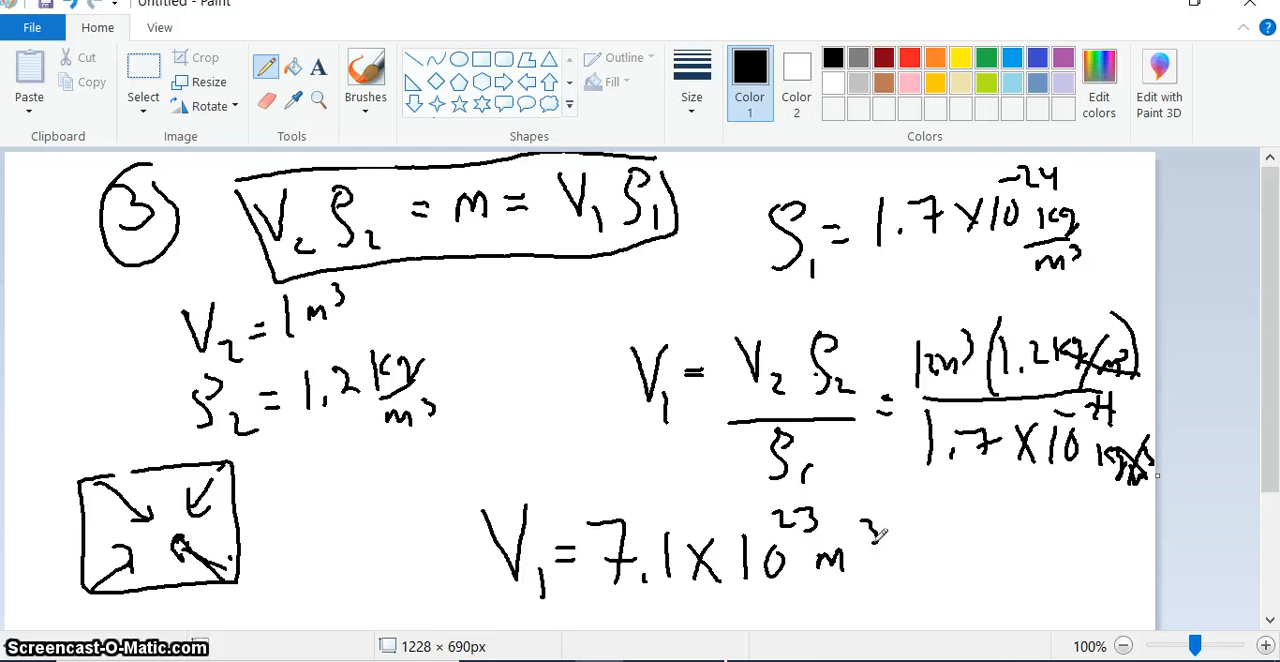 Untitled - Paint
File Home View
Paste
Cut
Copy
Clipboard
Select
Crop
Resize
Rotate
Image
Tools
Brushes
Shapes
Outline
Fill
Size
Color 1
Color 2
Edit colors
Edit with Paint 3D
Colors
3
V₂ ρ₂ = m = V₁ ρ₁
ρ₁ = 1.7 × 10⁻²⁴ kg/m³
V₂ = 1 m³
ρ₂ = 1.2 kg/m³
V₁ = V₂ ρ₂ / ρ₁ = 1(m³)(1.2 kg/m³) / 1.7 × 10⁻²⁴ kg/m³
V₁ = 7.1 × 10²³ m³
Screencast-O-Matic.com
1228 × 690px
100%